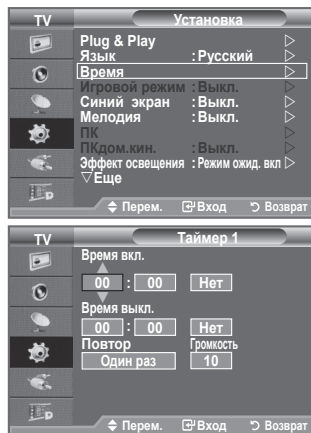 TV Установка
Plug & Play
Язык : Русский
Время
Игровой режим : Выкл.
Синий экран : Выкл.
Мелодия : Выкл.
ПК
ПКдом.кин. : Выкл.
Эффект освещения : Режим ожид. вкл
▽Еще
Перем. Вход Возврат
TV Таймер 1
Время вкл.
00 : 00 Нет
Время выкл.
00 : 00 Нет
Повтор Громкость
Один раз 10
Перем. Вход Возврат